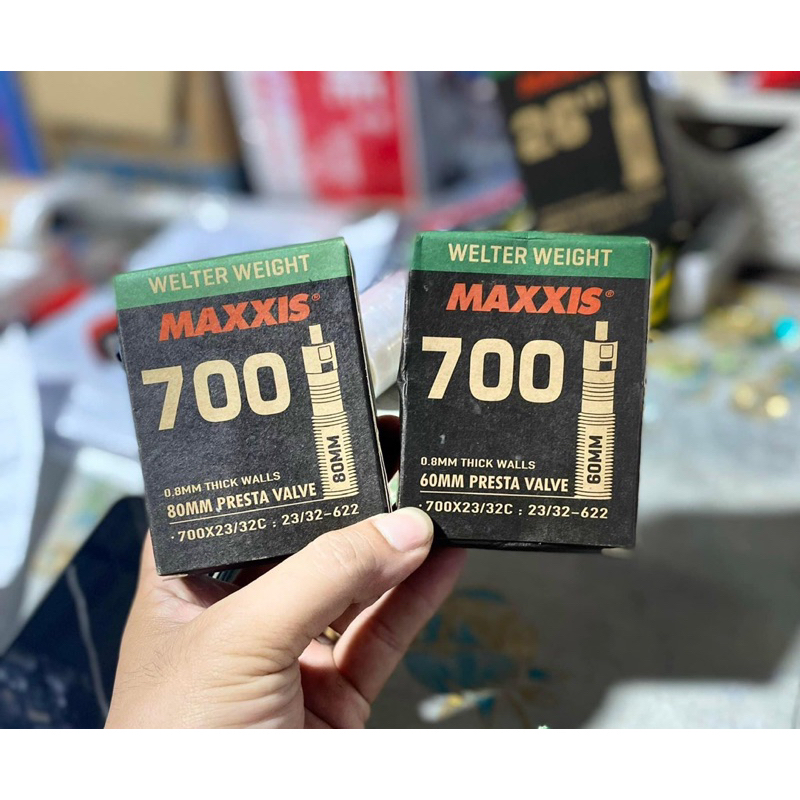 26"
WELTER WEIGHT
MAXXIS®
700
80MM
0.8MM THICK WALLS
80MM PRESTA VALVE
·700X23/32C : 23/32-622
WELTER WEIGHT
MAXXIS®
700
60MM
0.8MM THICK WALLS
60MM PRESTA VALVE
·700X23/32C : 23/32-622